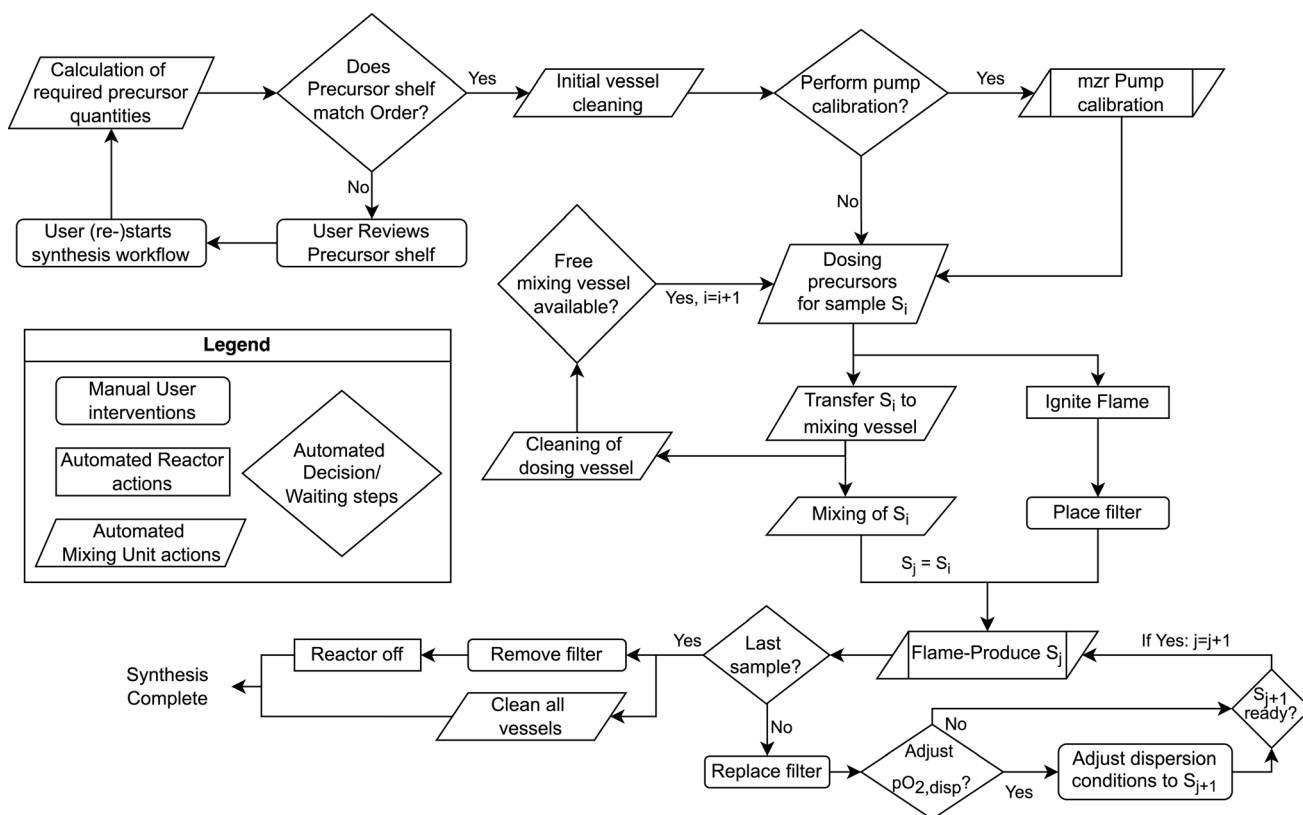 Calculation of
required precursor
quantities
Does
Precursor shelf
match Order?
Yes
Initial vessel
cleaning
Perform pump
calibration?
Yes
mzr Pump
calibration
No
No
User (re-)starts
synthesis workflow
User Reviews
Precursor shelf
Free
mixing vessel
available?
Yes, i=i+1
Dosing
precursors
for sample Si
Legend
Manual User
interventions
Automated Reactor
actions
Automated
Mixing Unit actions
Automated
Decision/
Waiting steps
Transfer Si to
mixing vessel
Ignite Flame
Cleaning of
dosing vessel
Mixing of Si
Place filter
Sj = Si
Synthesis
Complete
Reactor off
Remove filter
Yes
Last
sample?
Flame-Produce Sj
If Yes: j=j+1
Clean all
vessels
No
Sj+1
ready?
No
Replace filter
Adjust
pO2,disp?
Yes
Adjust dispersion
conditions to Sj+1